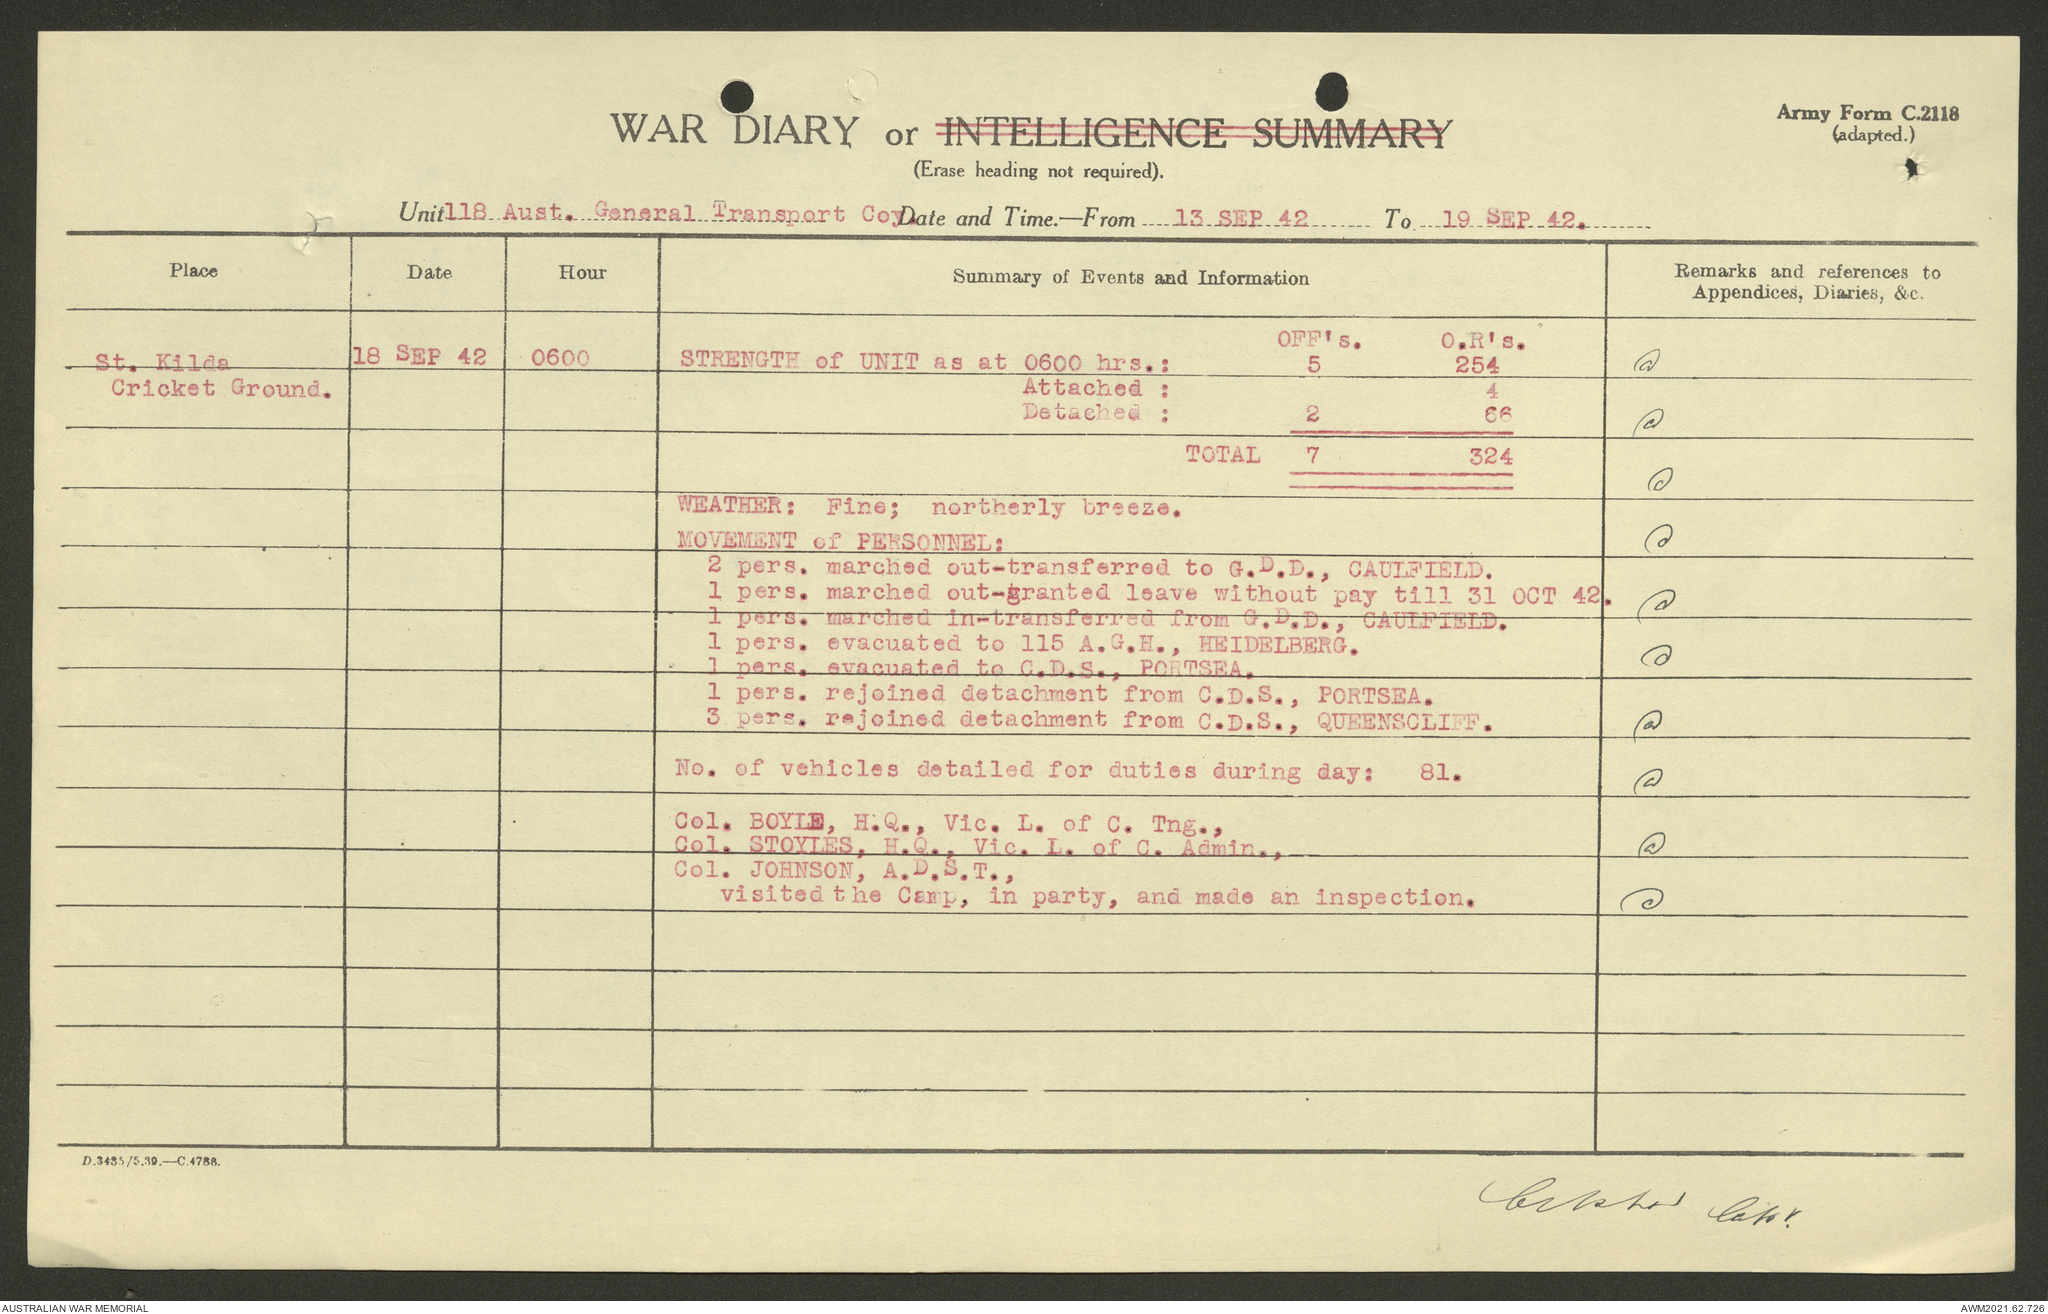 Army Form C.2118
(adapted.)
WAR DIARY or INTELLIGENCE SUMMARY
(Erase heading not required).
Unit 118 Aust. General Transport Coy. Date and Time.—From 13 SEP 42 To 19 SEP 42.
Place Date Hour Summary of Events and Information Remarks and references to
Appendices, Diaries, &c.
OFF's. O.R's.
St. Kilda 18 SEP 42 0600 STRENGTH of UNIT as at 0600 hrs.: 5 254
Cricket Ground. Attached : 4
Detached : 2 66
TOTAL 7 324
WEATHER: Fine; northerly breeze.
MOVEMENT of PERSONNEL:
2 pers. marched out-transferred to G.D.D., CAULFIELD.
1 pers. marched out-granted leave without pay till 31 OCT 42.
1 pers. marched in-transferred from G.D.D., CAULFIELD.
1 pers. evacuated to 115 A.G.H., HEIDELBERG.
1 pers. evacuated to C.D.S., PORTSEA.
1 pers. rejoined detachment from C.D.S., PORTSEA.
3 pers. rejoined detachment from C.D.S., QUEENSCLIFF.
No. of vehicles detailed for duties during day: 81.
Col. BOYLE, H.Q., Vic. L. of C. Tng.,
Col. STOYLES, H.Q., Vic. L. of C. Admin.,
Col. JOHNSON, A.D.S.T.,
visited the Camp, in party, and made an inspection.
D.3435/5.39.—C.4788.
Capt.
AUSTRALIAN WAR MEMORIAL
AWM2021.62.726